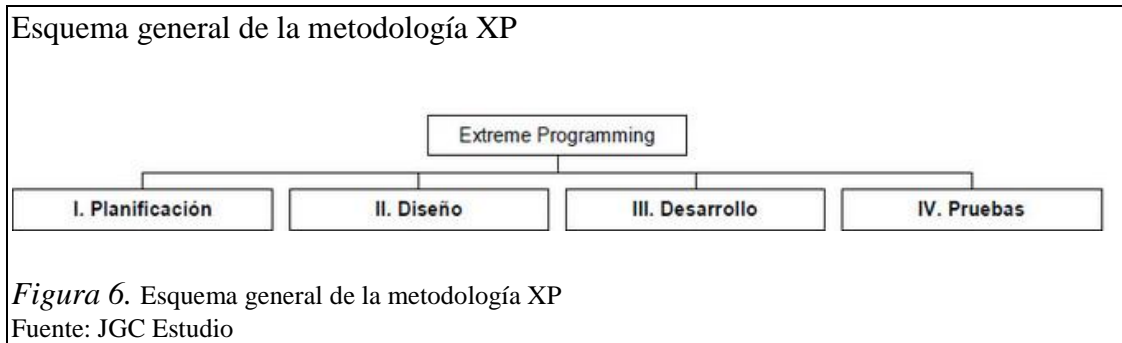 Esquema general de la metodología XP
Extreme Programming
I. Planificación
II. Diseño
III. Desarrollo
IV. Pruebas
Figura 6. Esquema general de la metodología XP
Fuente: JGC Estudio